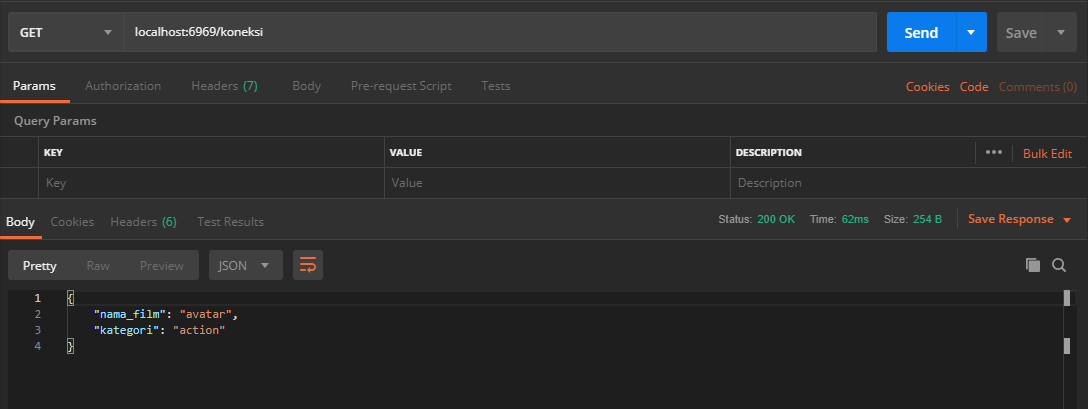 GET localhost:6969/koneksi Send Save
Params Authorization Headers (7) Body Pre-request Script Tests Cookies Code Comments (0)
Query Params
KEY VALUE DESCRIPTION ••• Bulk Edit
Key Value Description
Body Cookies Headers (6) Test Results Status: 200 OK Time: 62ms Size: 254 B Save Response
Pretty Raw Preview JSON
1 {
2 "nama_film": "avatar",
3 "kategori": "action"
4 }